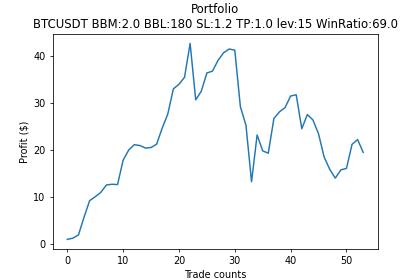 Portfolio
BTCUSDT BBM:2.0 BBL:180 SL:1.2 TP:1.0 lev:15 WinRatio:69.0
40
30
20
10
0
Profit ($)
0 10 20 30 40 50
Trade counts